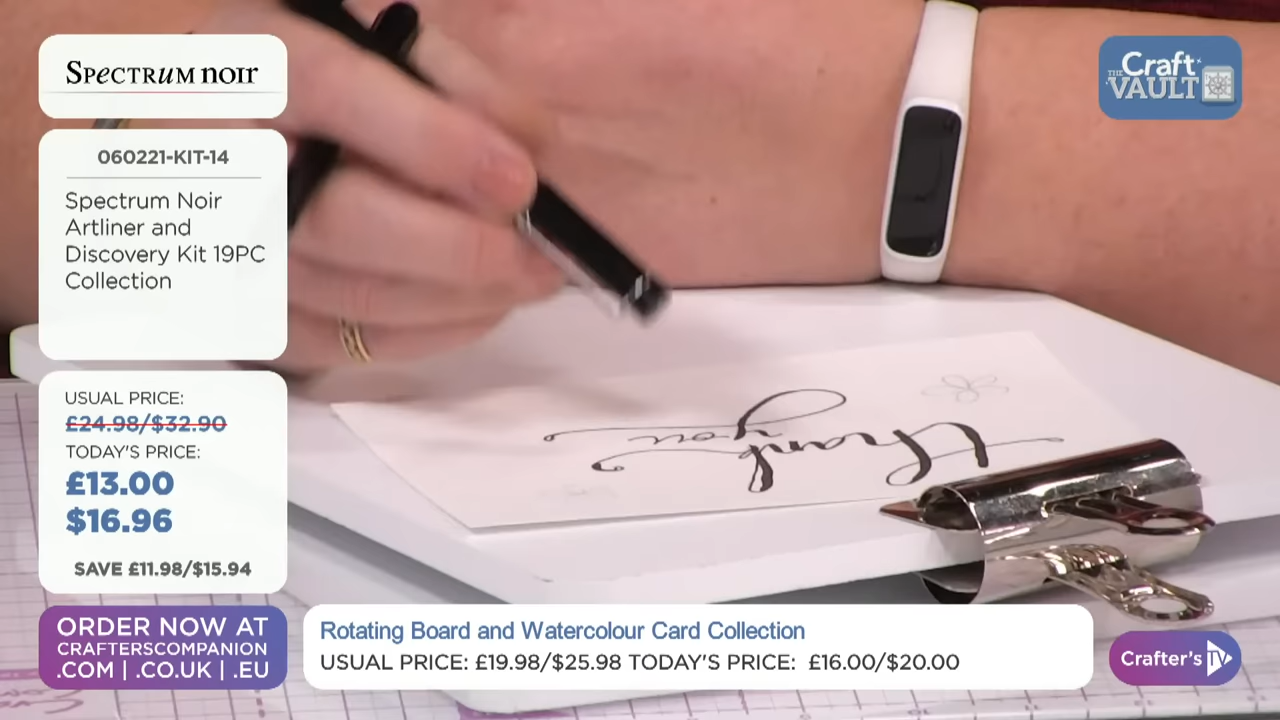 Spectrum noir
060221-KIT-14
Spectrum Noir
Artliner and
Discovery Kit 19PC
Collection
USUAL PRICE:
£24.98/$32.90
TODAY'S PRICE:
£13.00
$16.96
SAVE £11.98/$15.94
ORDER NOW AT
CRAFTERSCOMPANION
.COM | .CO.UK | .EU
Rotating Board and Watercolour Card Collection
USUAL PRICE: £19.98/$25.98 TODAY'S PRICE: £16.00/$20.00
THE Craft
VAULT
thank
you
Crafter's TV